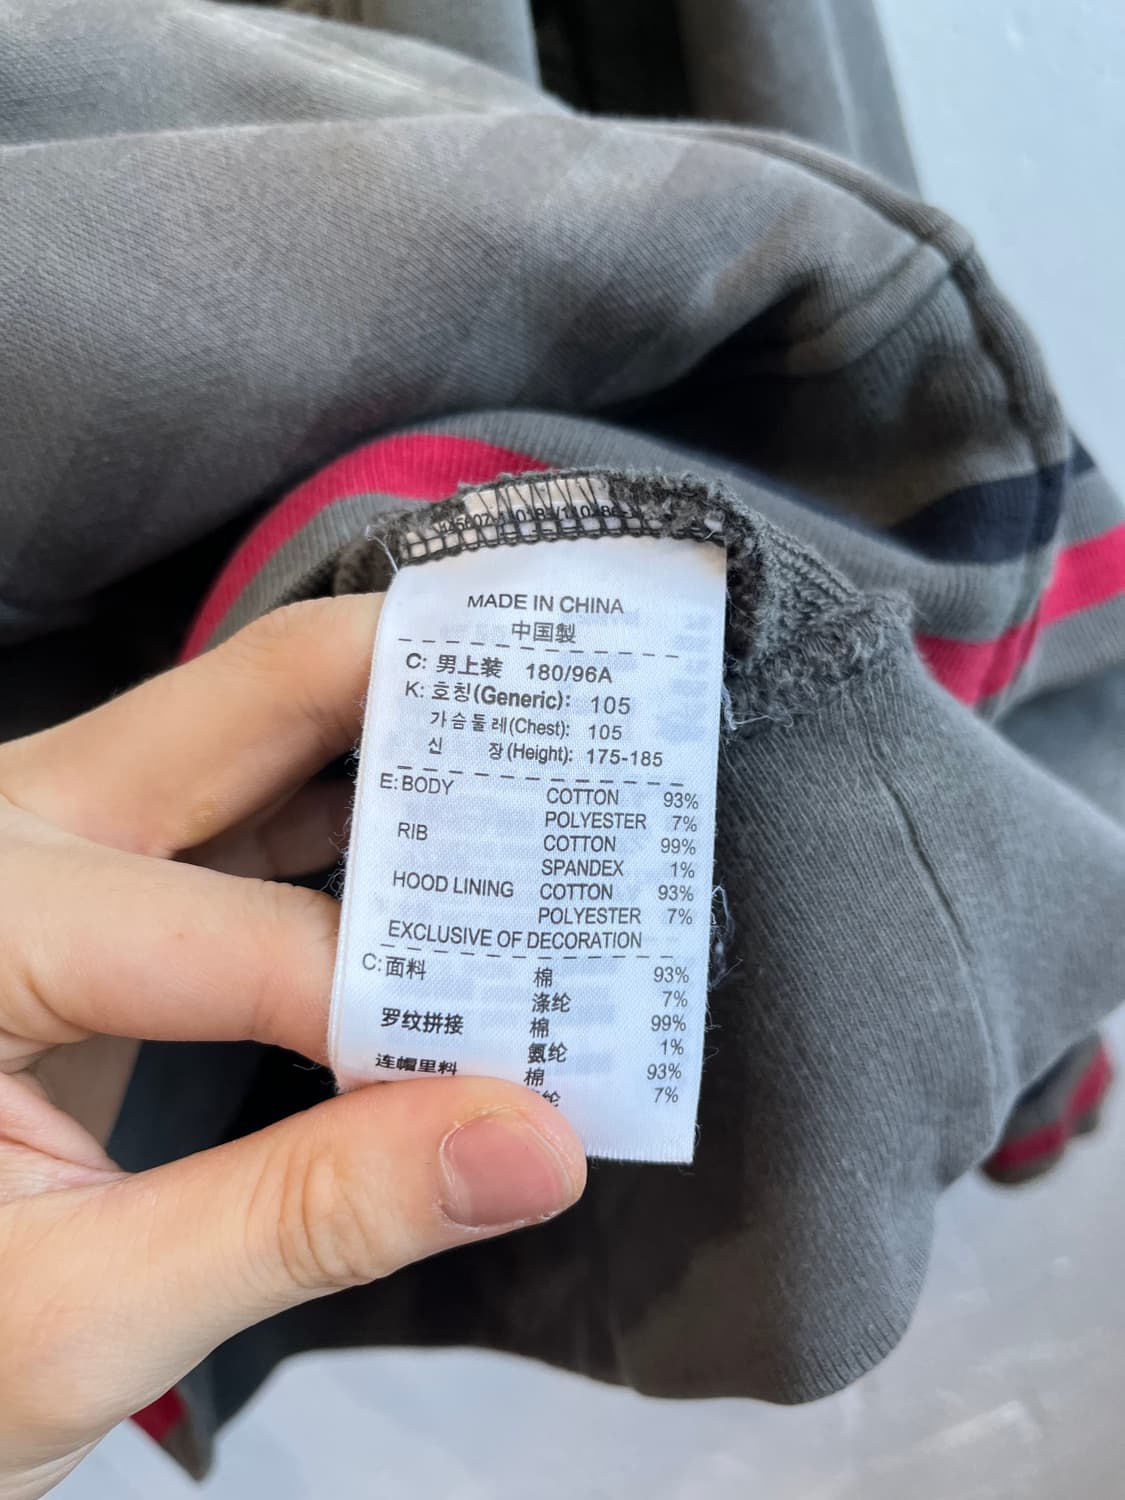 MADE IN CHINA
中国製
C: 男上装 180/96A
K: 호칭(Generic): 105
가슴둘레(Chest): 105
신 장(Height): 175-185
E: BODY COTTON 93%
POLYESTER 7%
RIB COTTON 99%
SPANDEX 1%
HOOD LINING COTTON 93%
POLYESTER 7%
EXCLUSIVE OF DECORATION
C: 面料 棉 93%
涤纶 7%
罗纹拼接 棉 99%
氨纶 1%
连帽里料 棉 93%
纶 7%